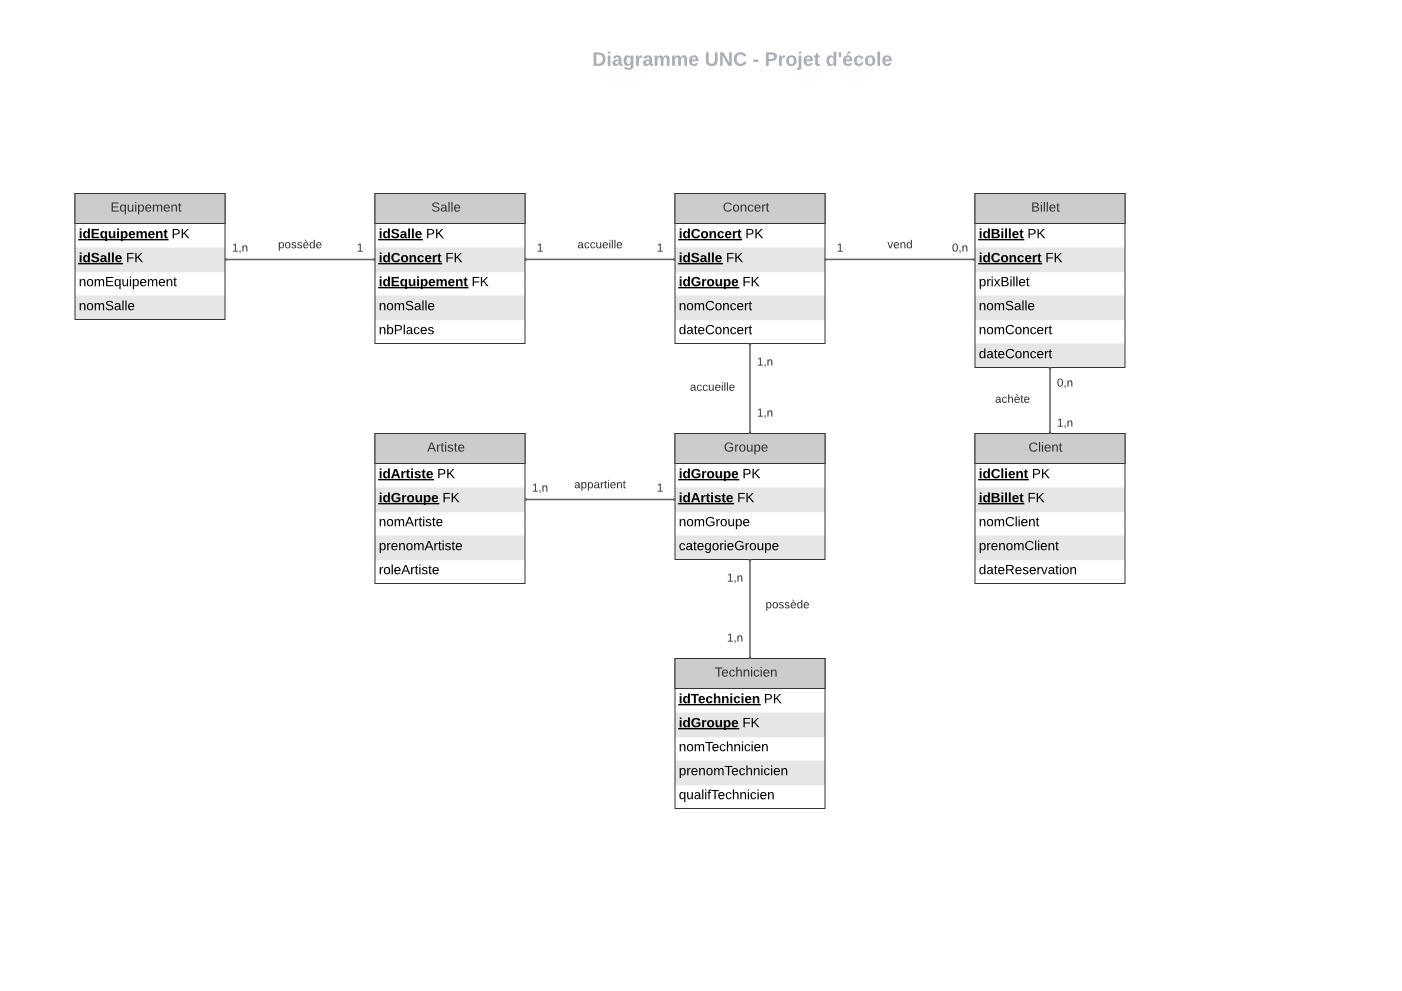 Diagramme UNC - Projet d'école
Equipement
idEquipement PK
idSalle FK
nomEquipement
nomSalle
1,n
possède
1
Salle
idSalle PK
idConcert FK
idEquipement FK
nomSalle
nbPlaces
1
accueille
1
Concert
idConcert PK
idSalle FK
idGroupe FK
nomConcert
dateConcert
1
vend
0,n
Billet
idBillet PK
idConcert FK
prixBillet
nomSalle
nomConcert
dateConcert
1,n
accueille
1,n
0,n
achète
1,n
Artiste
idArtiste PK
idGroupe FK
nomArtiste
prenomArtiste
roleArtiste
1,n
appartient
1
Groupe
idGroupe PK
idArtiste FK
nomGroupe
categorieGroupe
Client
idClient PK
idBillet FK
nomClient
prenomClient
dateReservation
1,n
possède
1,n
Technicien
idTechnicien PK
idGroupe FK
nomTechnicien
prenomTechnicien
qualifTechnicien